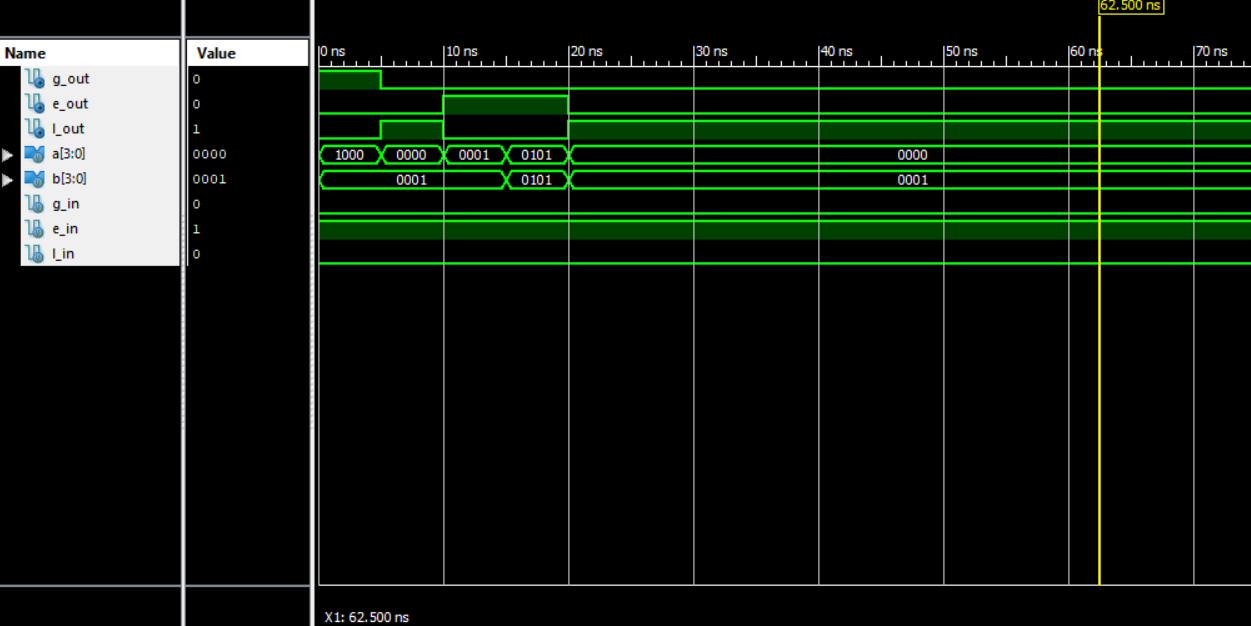 62.500 ns
Name Value 0 ns 10 ns 20 ns 30 ns 40 ns 50 ns 60 ns 70 ns
g_out 0
e_out 0
l_out 1
a[3:0] 0000 1000 0000 0001 0101 0000
b[3:0] 0001 0001 0101 0001
g_in 0
e_in 1
l_in 0
X1: 62.500 ns